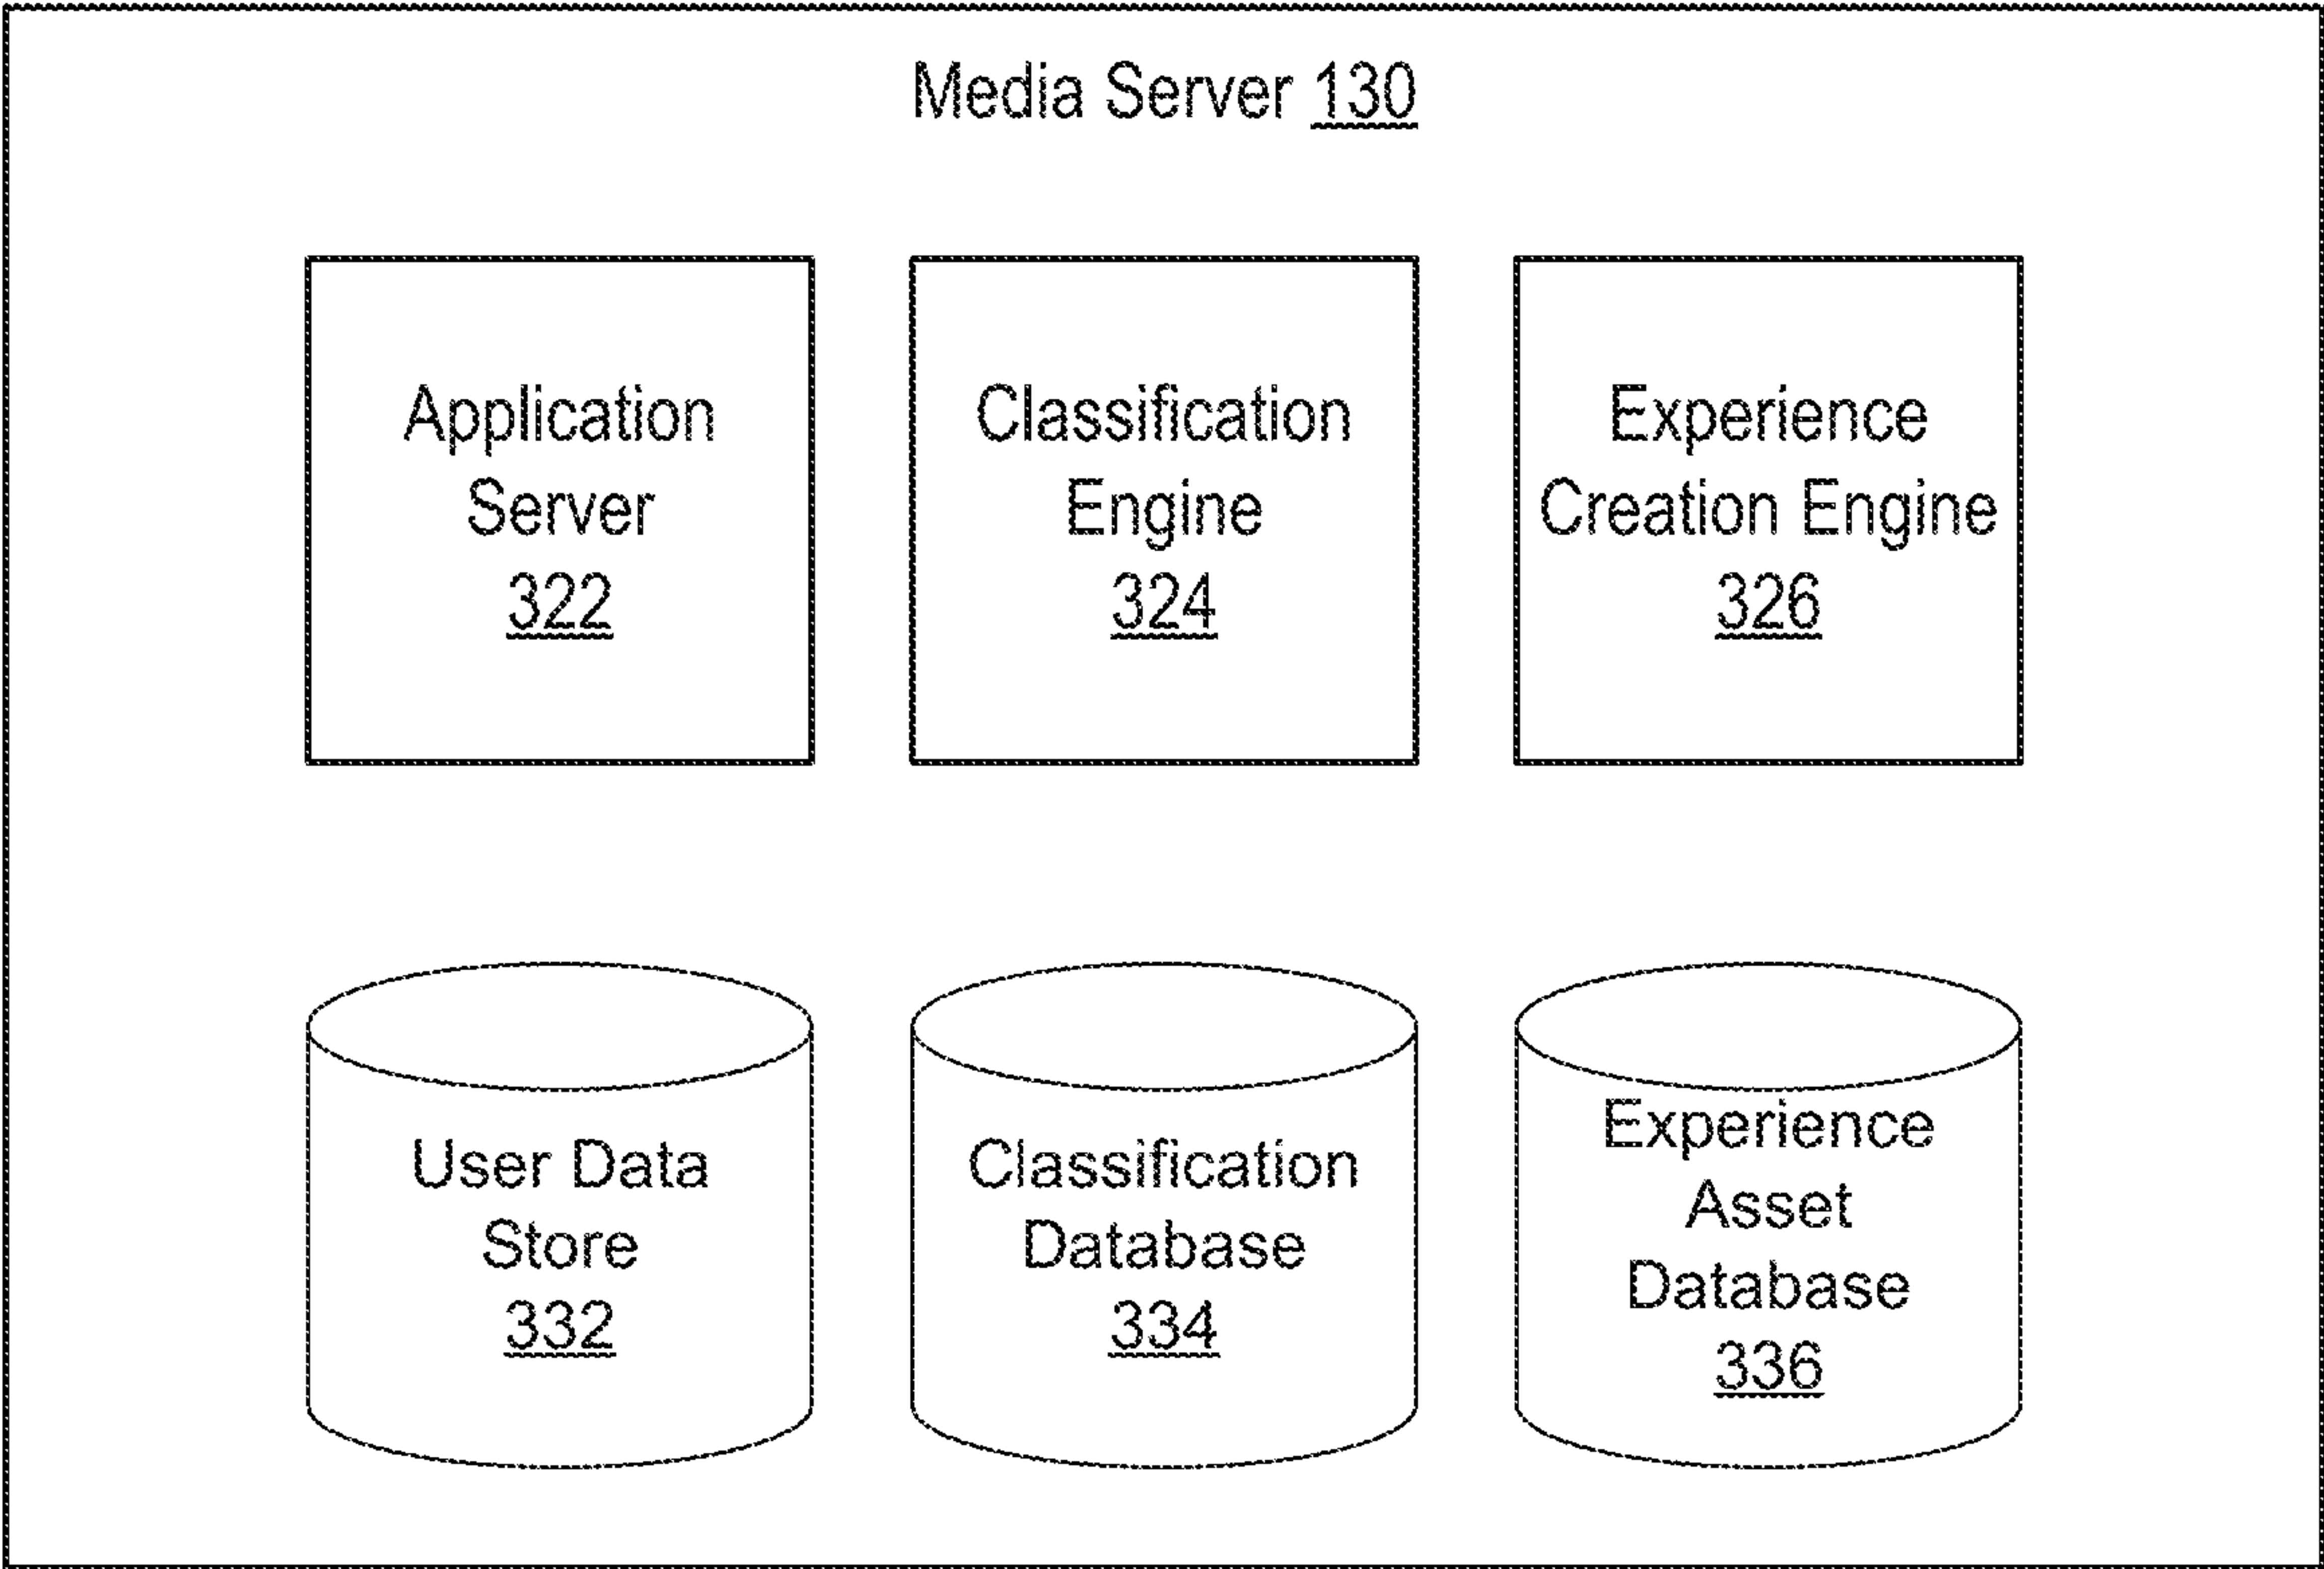 Media Server 130
Application
Server
322
Classification
Engine
324
Experience
Creation Engine
326
User Data
Store
332
Classification
Database
334
Experience
Asset
Database
336